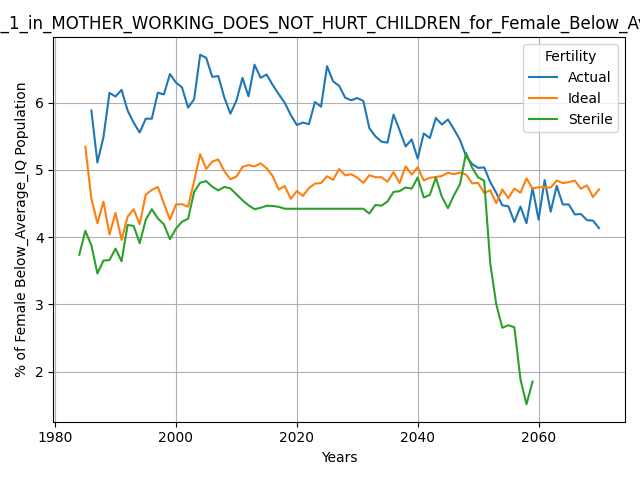 _1_in_MOTHER_WORKING_DOES_NOT_HURT_CHILDREN_for_Female_Below_A
Fertility
Actual
Ideal
Sterile
% of Female Below_Average_IQ Population
6
5
4
3
2
1980
2000
2020
2040
2060
Years